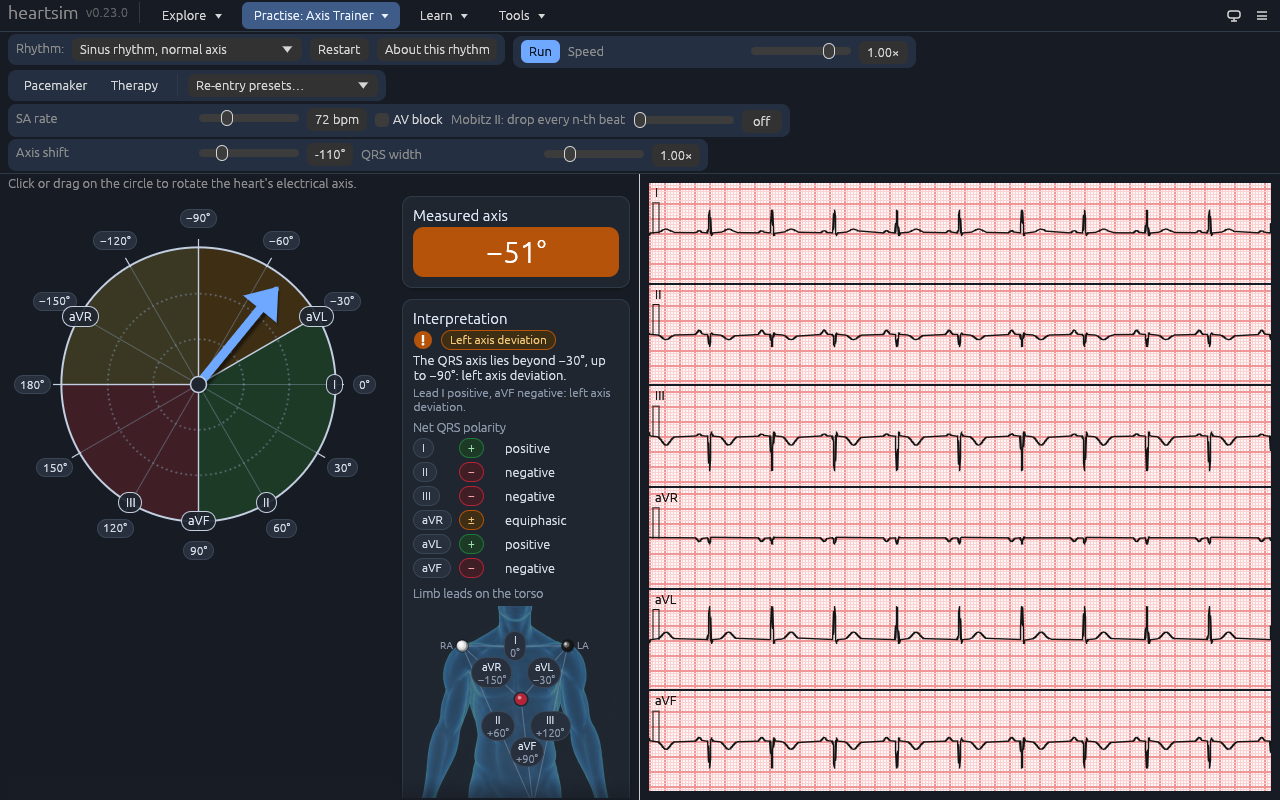 heartsim v0.23.0 Explore Practise: Axis Trainer Learn Tools
Rhythm: Sinus rhythm, normal axis Restart About this rhythm Run Speed 1.00×
Pacemaker Therapy Re-entry presets…
SA rate 72 bpm AV block Mobitz II: drop every n-th beat off
Axis shift -110° QRS width 1.00×
Click or drag on the circle to rotate the heart's electrical axis.
−90°
−120° −60°
−150° −30°
aVR aVL
180° I 0°
150° 30°
III II
aVF
120° 60°
90°
Measured axis
−51°
Interpretation
! Left axis deviation
The QRS axis lies beyond −30°, up
to −90°: left axis deviation.
Lead I positive, aVF negative: left axis
deviation.
Net QRS polarity
I + positive
II − negative
III − negative
aVR ± equiphasic
aVL + positive
aVF − negative
Limb leads on the torso
RA I LA
0°
aVR aVL
−150° −30°
II III
+60° +120°
aVF
+90°
I
II
III
aVR
aVL
aVF